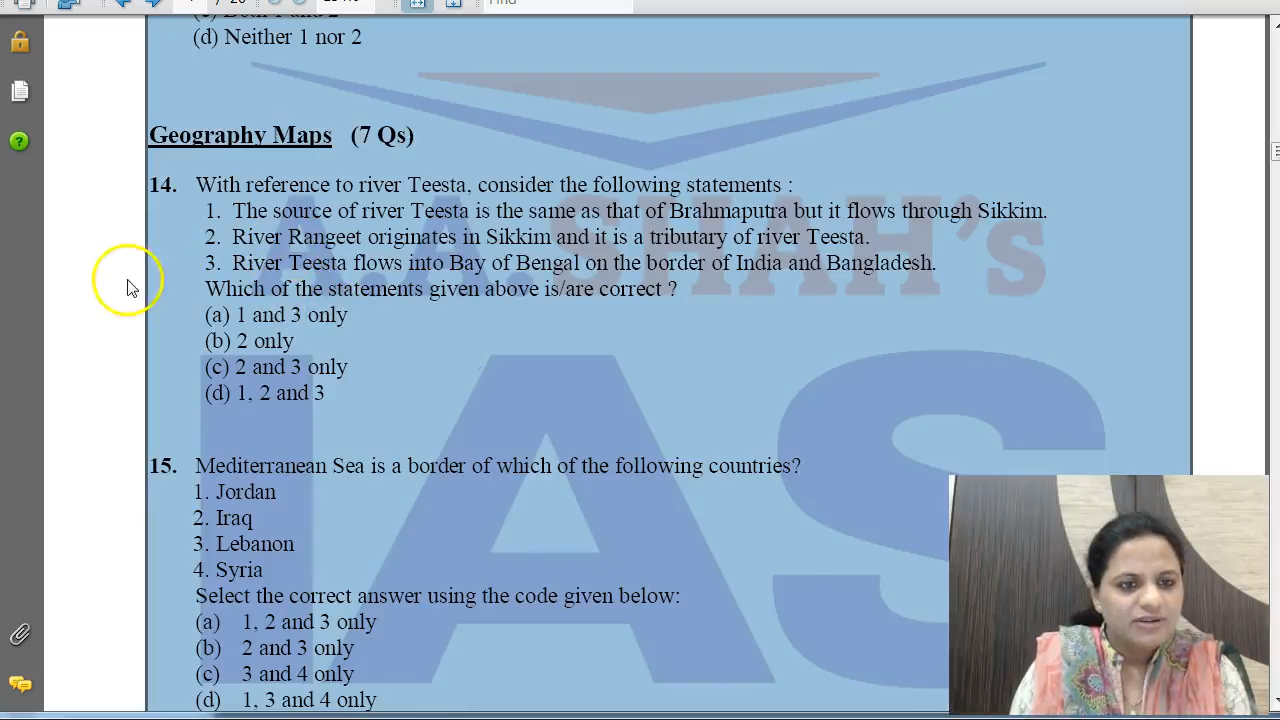 (d) Neither 1 nor 2
Geography Maps (7 Qs)
14. With reference to river Teesta, consider the following statements :
1. The source of river Teesta is the same as that of Brahmaputra but it flows through Sikkim.
2. River Rangeet originates in Sikkim and it is a tributary of river Teesta.
3. River Teesta flows into Bay of Bengal on the border of India and Bangladesh.
Which of the statements given above is/are correct ?
(a) 1 and 3 only
(b) 2 only
(c) 2 and 3 only
(d) 1, 2 and 3
A.A.SHAH's
IAS
15. Mediterranean Sea is a border of which of the following countries?
1. Jordan
2. Iraq
3. Lebanon
4. Syria
Select the correct answer using the code given below:
(a) 1, 2 and 3 only
(b) 2 and 3 only
(c) 3 and 4 only
(d) 1, 3 and 4 only